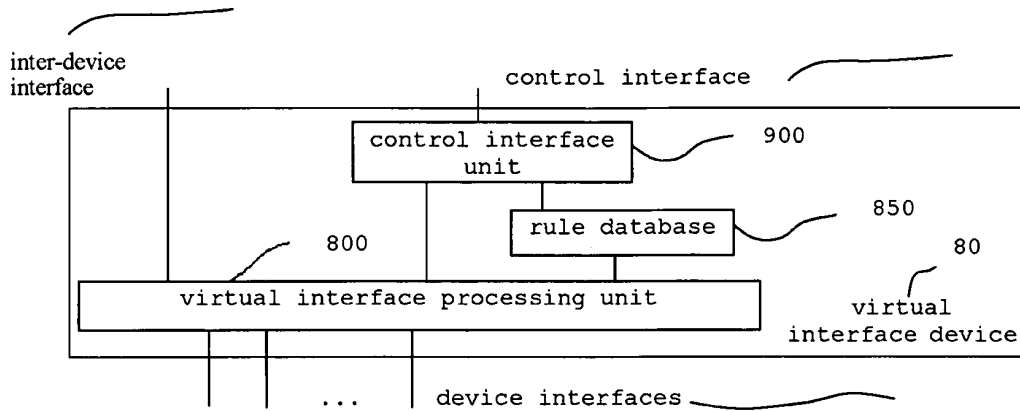 inter-device
interface
control interface
control interface
unit
900
rule database
850
800
80
virtual interface processing unit
virtual
interface device
... device interfaces